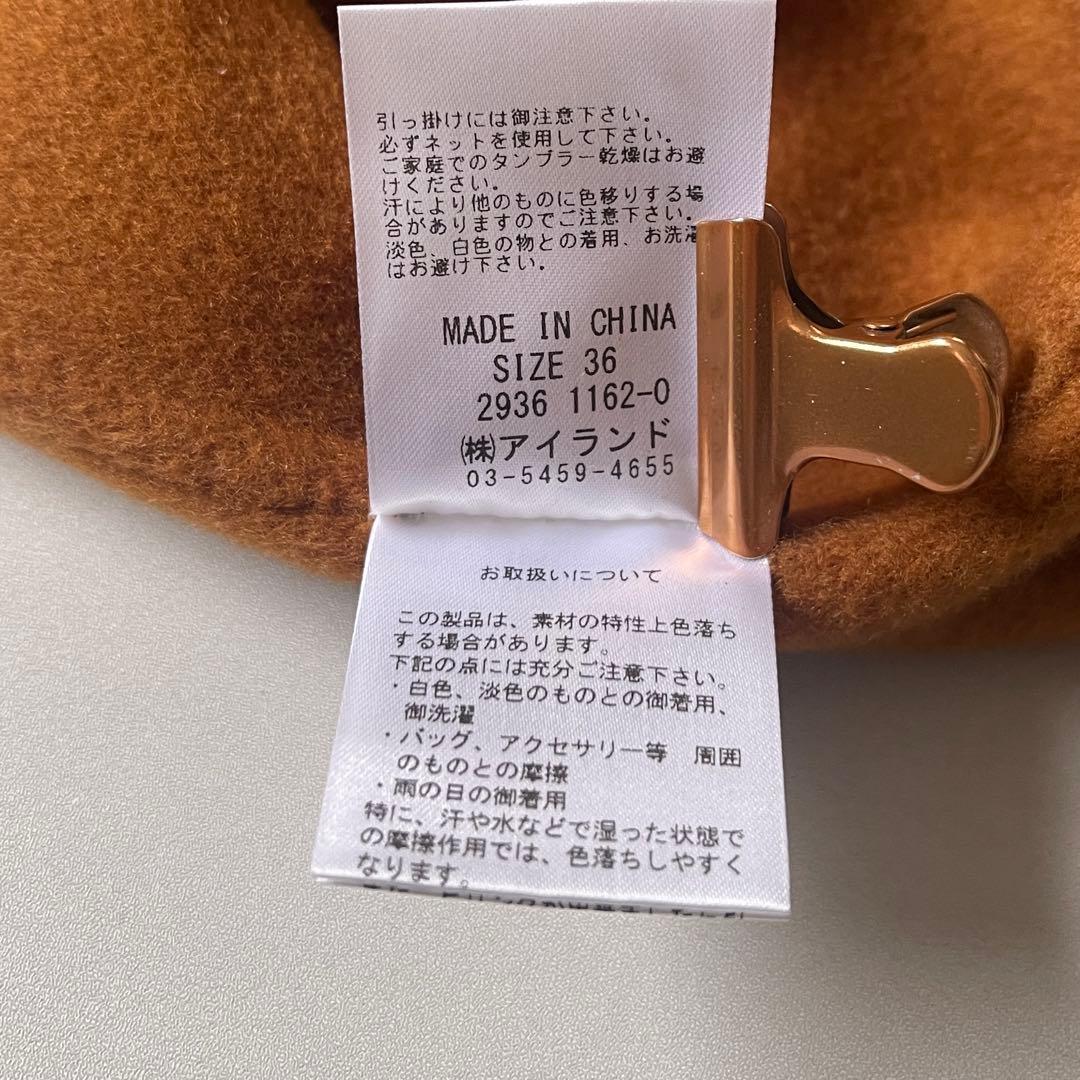 引っ掛けには御注意下さい。
必ずネットを使用して下さい。
ご家庭でのタンブラー乾燥はお避
けください。
汗により他のものに色移りする場
合がありますのでご注意下さい。
淡色、白色の物との着用、お洗濯
はお避け下さい。
MADE IN CHINA
SIZE 36
2936 1162-0
㈱アイランド
03-5459-4655
お取扱いについて
この製品は、素材の特性上色落ち
する場合があります。
下記の点には充分ご注意下さい。
・白色、淡色のものとの御着用、
御洗濯
・バッグ、アクセサリー等 周囲
のものとの摩擦
・雨の日の御着用
特に、汗や水などで湿った状態で
の摩擦作用では、色落ちしやすく
なります。